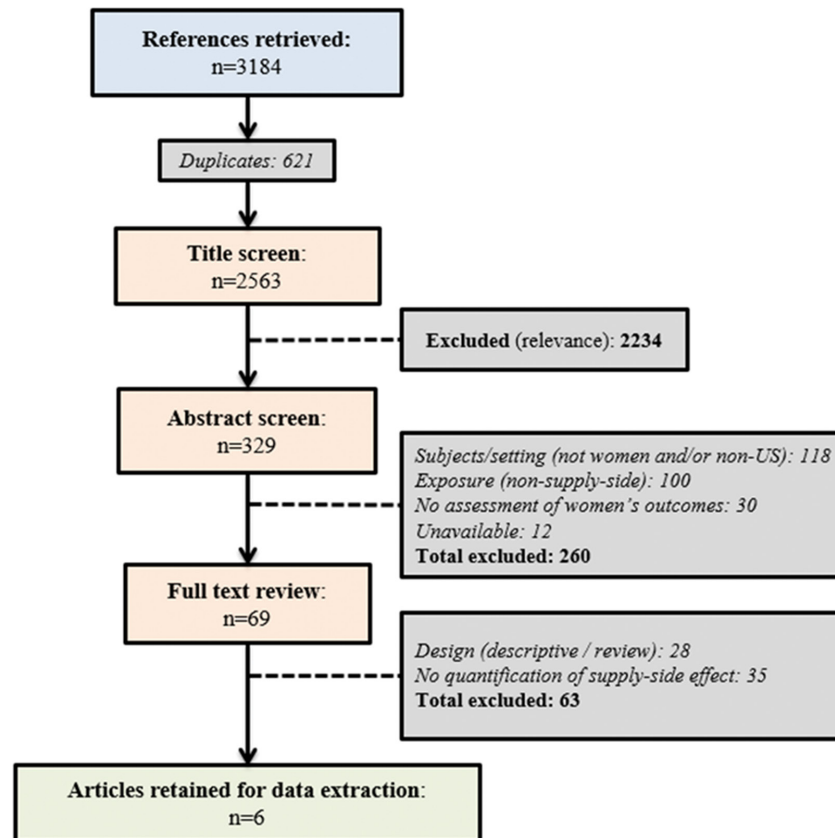 References retrieved:
n=3184
Duplicates: 621
Title screen:
n=2563
Excluded (relevance): 2234
Abstract screen:
n=329
Subjects/setting (not women and/or non-US): 118
Exposure (non-supply-side): 100
No assessment of women's outcomes: 30
Unavailable: 12
Total excluded: 260
Full text review:
n=69
Design (descriptive / review): 28
No quantification of supply-side effect: 35
Total excluded: 63
Articles retained for data extraction:
n=6